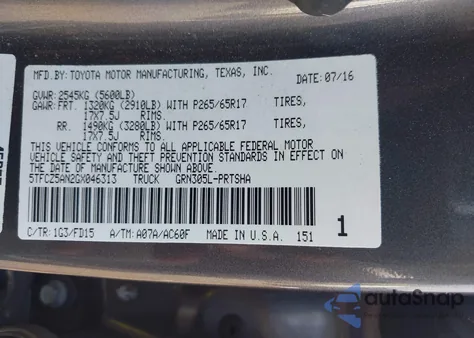 MFD.BY: TOYOTA MOTOR MANUFACTURING, TEXAS, INC. DATE: 07/16
GVWR: 2545KG (5600LB)
GAWR: FRT. 1320KG (2910LB) WITH P265/65R17 TIRES,
17X7.5J RIMS.
RR. 1490KG (3280LB) WITH P265/65R17 TIRES,
17X7.5J RIMS.
THIS VEHICLE CONFORMS TO ALL APPLICABLE FEDERAL MOTOR
VEHICLE SAFETY AND THEFT PREVENTION STANDARDS IN EFFECT ON
THE DATE OF MANUFACTURE SHOWN ABOVE.
5TFCZ5AN2GX046313 TRUCK GRN305L-PRTSHA
C/TR: 1G3/FD15 A/TM: A07A/AC60F MADE IN U.S.A. 151 1
autoSnap